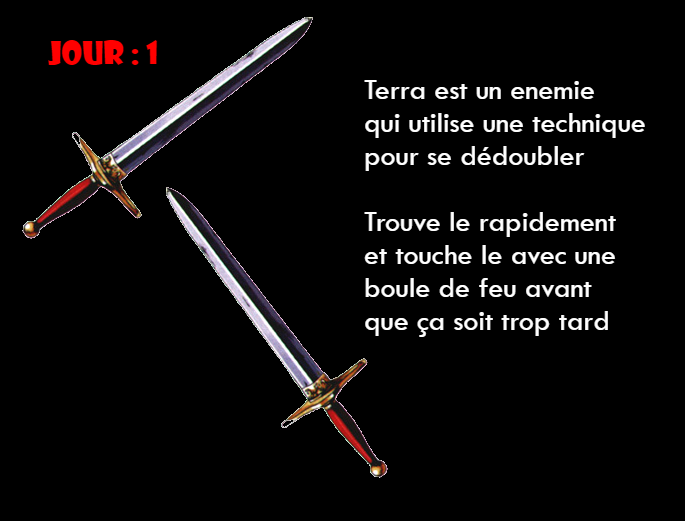 JOUR : 1
Terra est un enemie
qui utilise une technique
pour se dédoubler
Trouve le rapidement
et touche le avec une
boule de feu avant
que ça soit trop tard